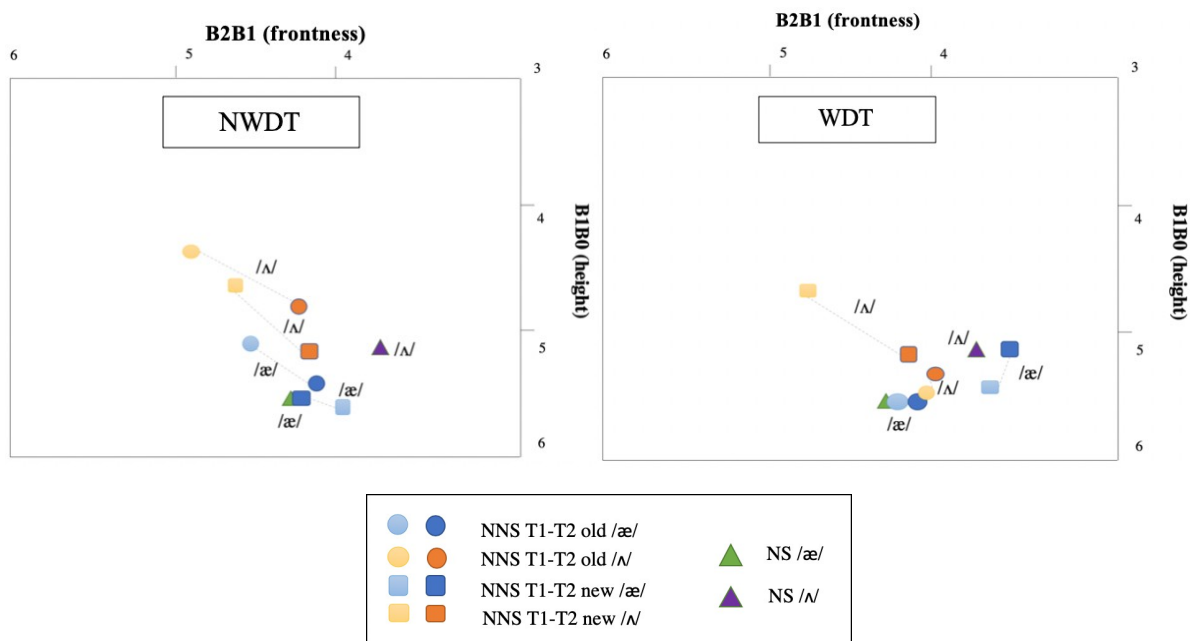 B2B1 (frontness)
6
5
4
3
NWDT
4
5
6
B1B0 (height)
/ʌ/
/ʌ/
/æ/
/æ/
/æ/
/ʌ/
B2B1 (frontness)
5
4
3
WDT
4
5
6
B1B0 (height)
/ʌ/
/ʌ/
/æ/
/ʌ/
/æ/
NNS T1-T2 old /æ/
NNS T1-T2 old /ʌ/
NNS T1-T2 new /æ/
NNS T1-T2 new /ʌ/
NS /æ/
NS /ʌ/